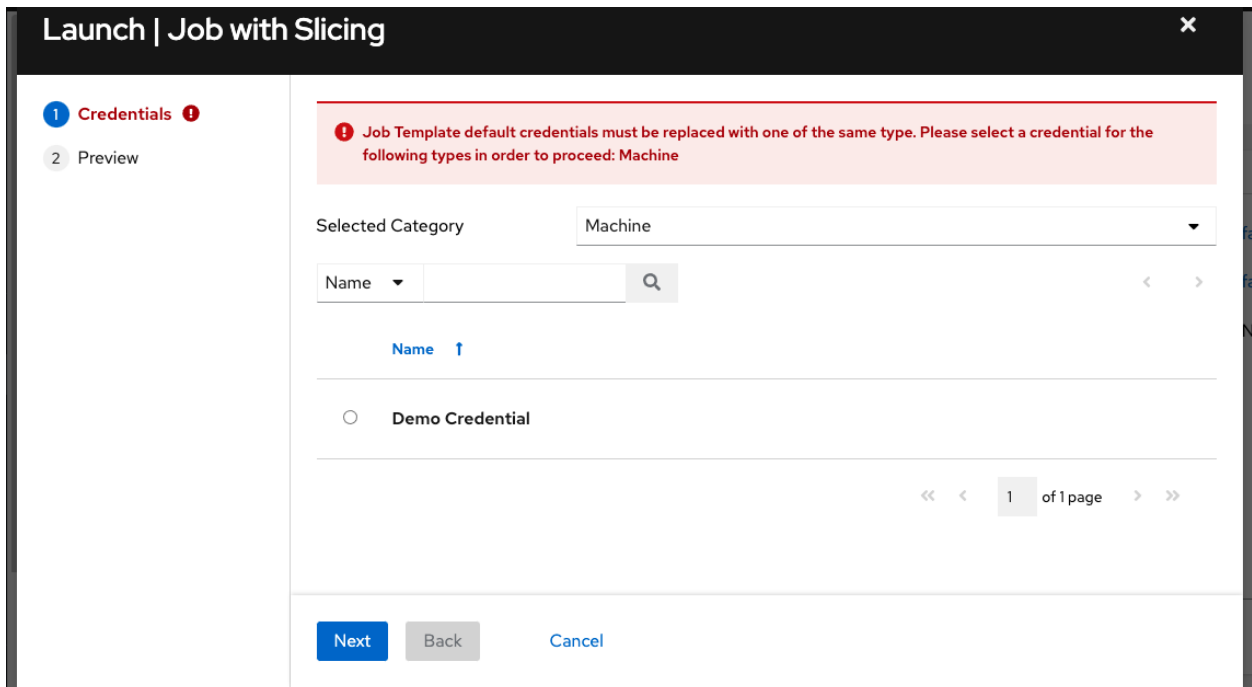 Launch | Job with Slicing
1 Credentials
2 Preview
Job Template default credentials must be replaced with one of the same type. Please select a credential for the
following types in order to proceed: Machine
Selected Category
Machine
Name
Name
Demo Credential
1 of 1 page
Next
Back
Cancel